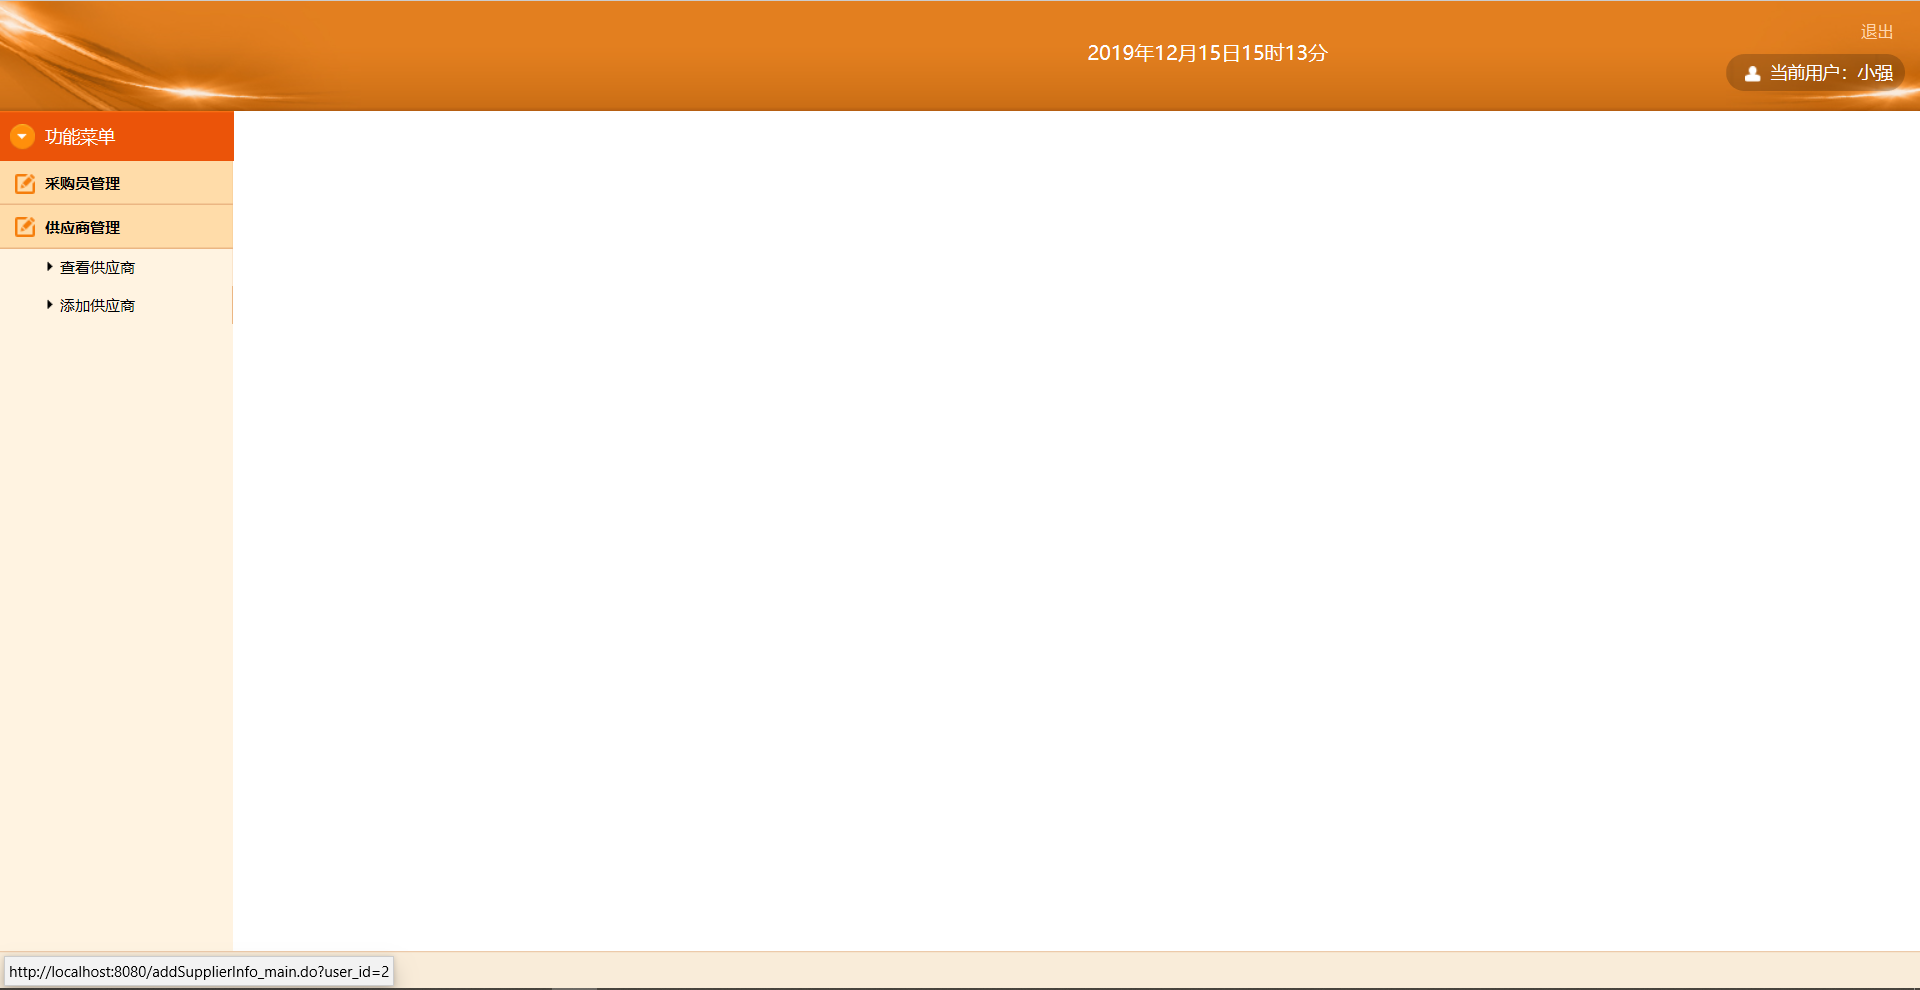 退出
2019年12月15日15时13分
当前用户：小强
功能菜单
采购员管理
供应商管理
查看供应商
添加供应商
http://localhost:8080/addSupplierInfo_main.do?user_id=2